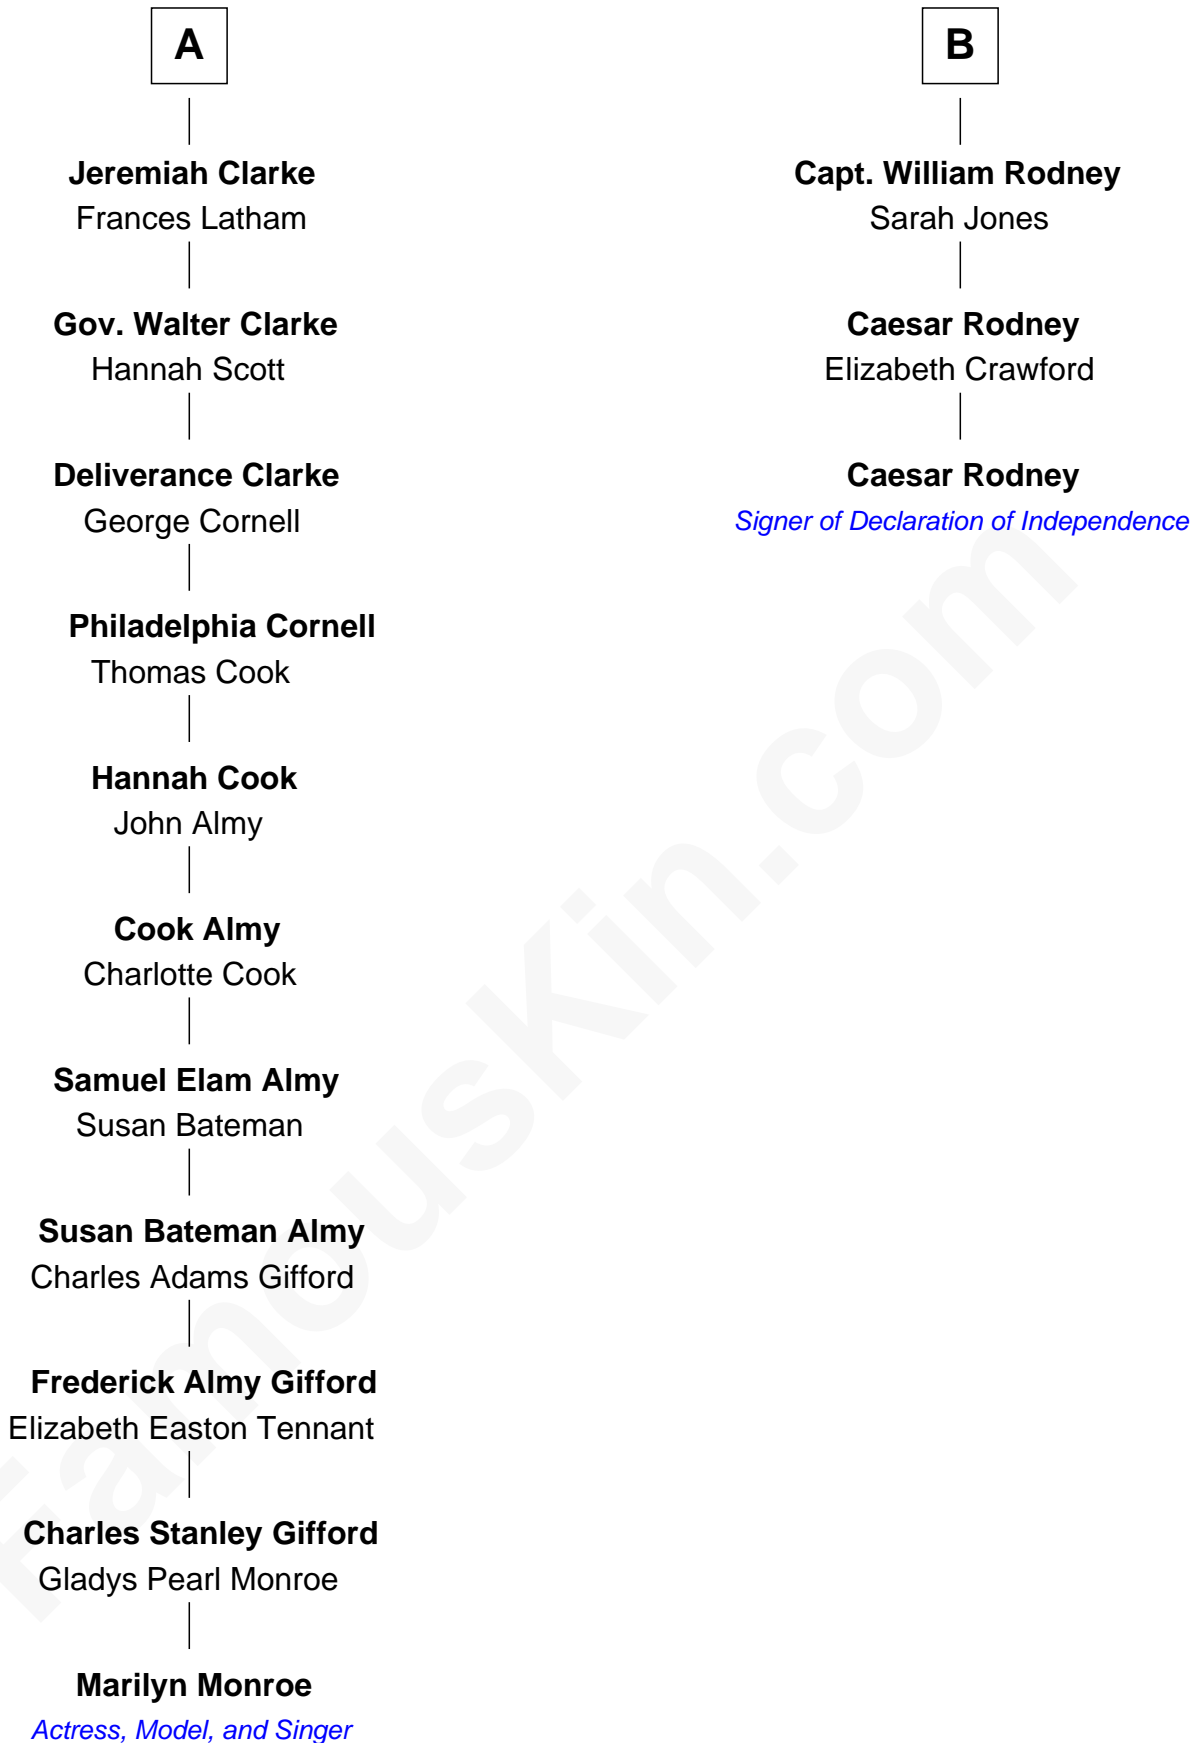 A
Jeremiah Clarke
Frances Latham
Gov. Walter Clarke
Hannah Scott
Deliverance Clarke
George Cornell
Philadelphia Cornell
Thomas Cook
Hannah Cook
John Almy
Cook Almy
Charlotte Cook
Samuel Elam Almy
Susan Bateman
Susan Bateman Almy
Charles Adams Gifford
Frederick Almy Gifford
Elizabeth Easton Tennant
Charles Stanley Gifford
Gladys Pearl Monroe
Marilyn Monroe
Actress, Model, and Singer
B
Capt. William Rodney
Sarah Jones
Caesar Rodney
Elizabeth Crawford
Caesar Rodney
Signer of Declaration of Independence
FamousKin.com